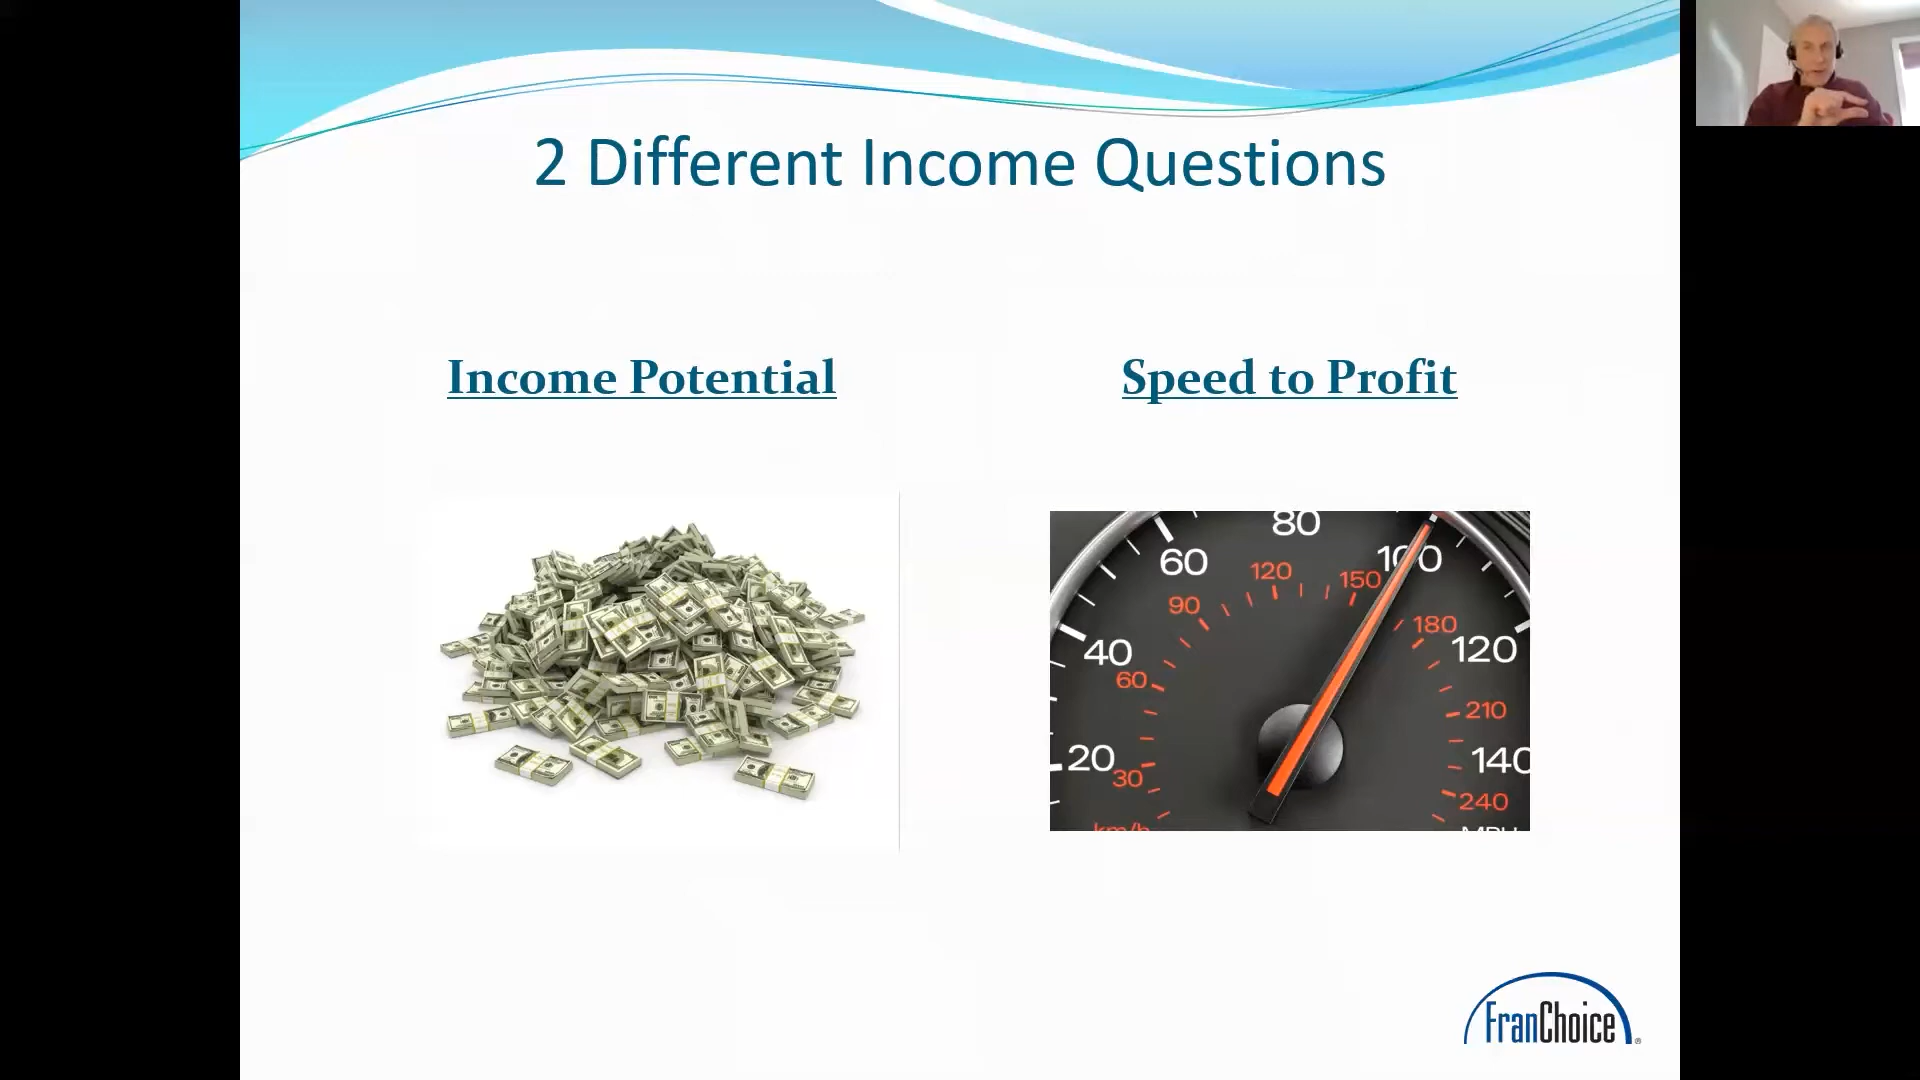 2 Different Income Questions
Income Potential
Speed to Profit
80
60
100
120
150
90
180
40
120
60
210
20
140
30
240
km/h
MPH
FranChoice®